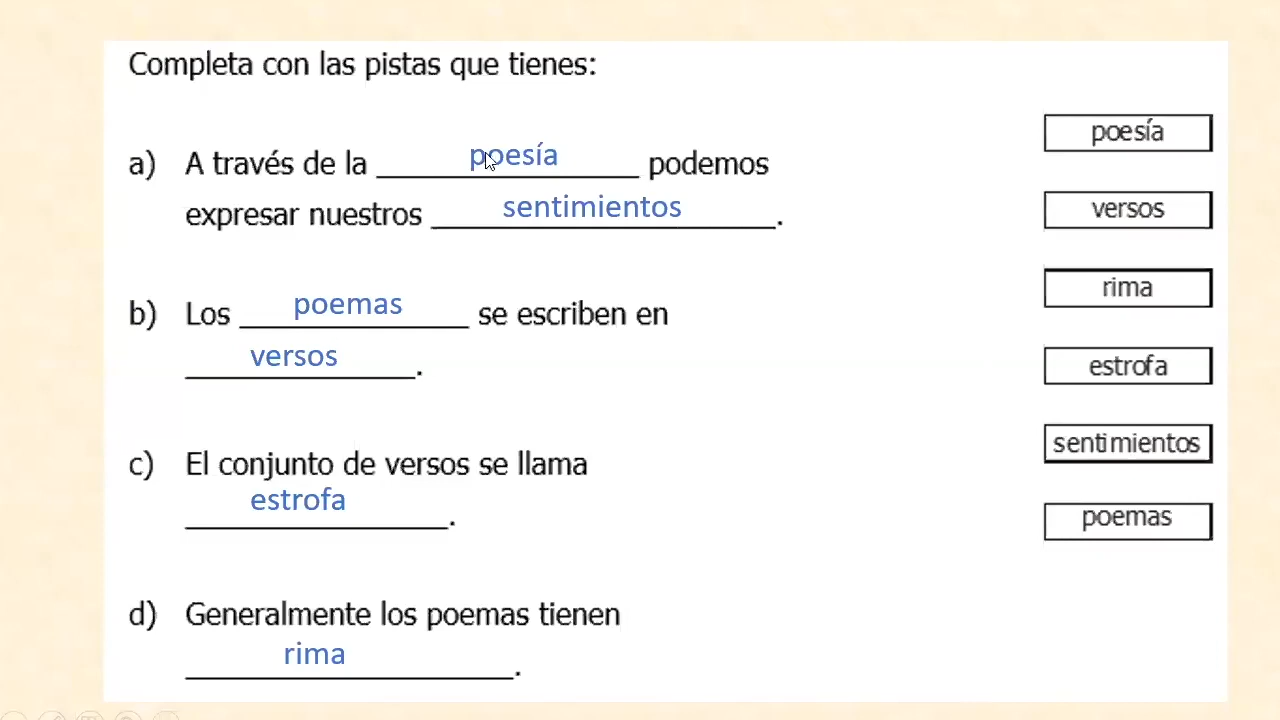 Completa con las pistas que tienes:
a) A través de la poesía podemos
expresar nuestros sentimientos.
b) Los poemas se escriben en
versos.
c) El conjunto de versos se llama
estrofa.
d) Generalmente los poemas tienen
rima.
poesía
versos
rima
estrofa
sentimientos
poemas